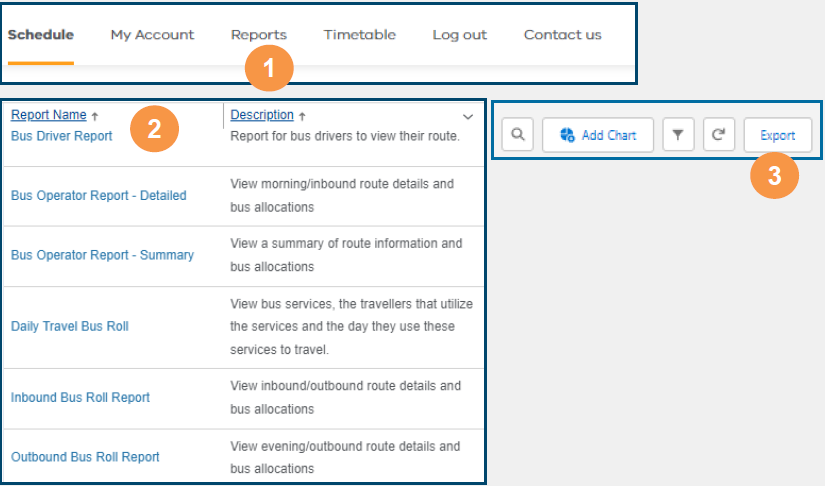 Schedule My Account Reports Timetable Log out Contact us
1
Report Name ↑ Description ↑
2
Bus Driver Report Report for bus drivers to view their route.
Bus Operator Report - Detailed View morning/inbound route details and
bus allocations
Bus Operator Report - Summary View a summary of route information and
bus allocations
Daily Travel Bus Roll View bus services, the travellers that utilize
the services and the day they use these
services to travel.
Inbound Bus Roll Report View inbound/outbound route details and
bus allocations
Outbound Bus Roll Report View evening/outbound route details and
bus allocations
Add Chart Export
3